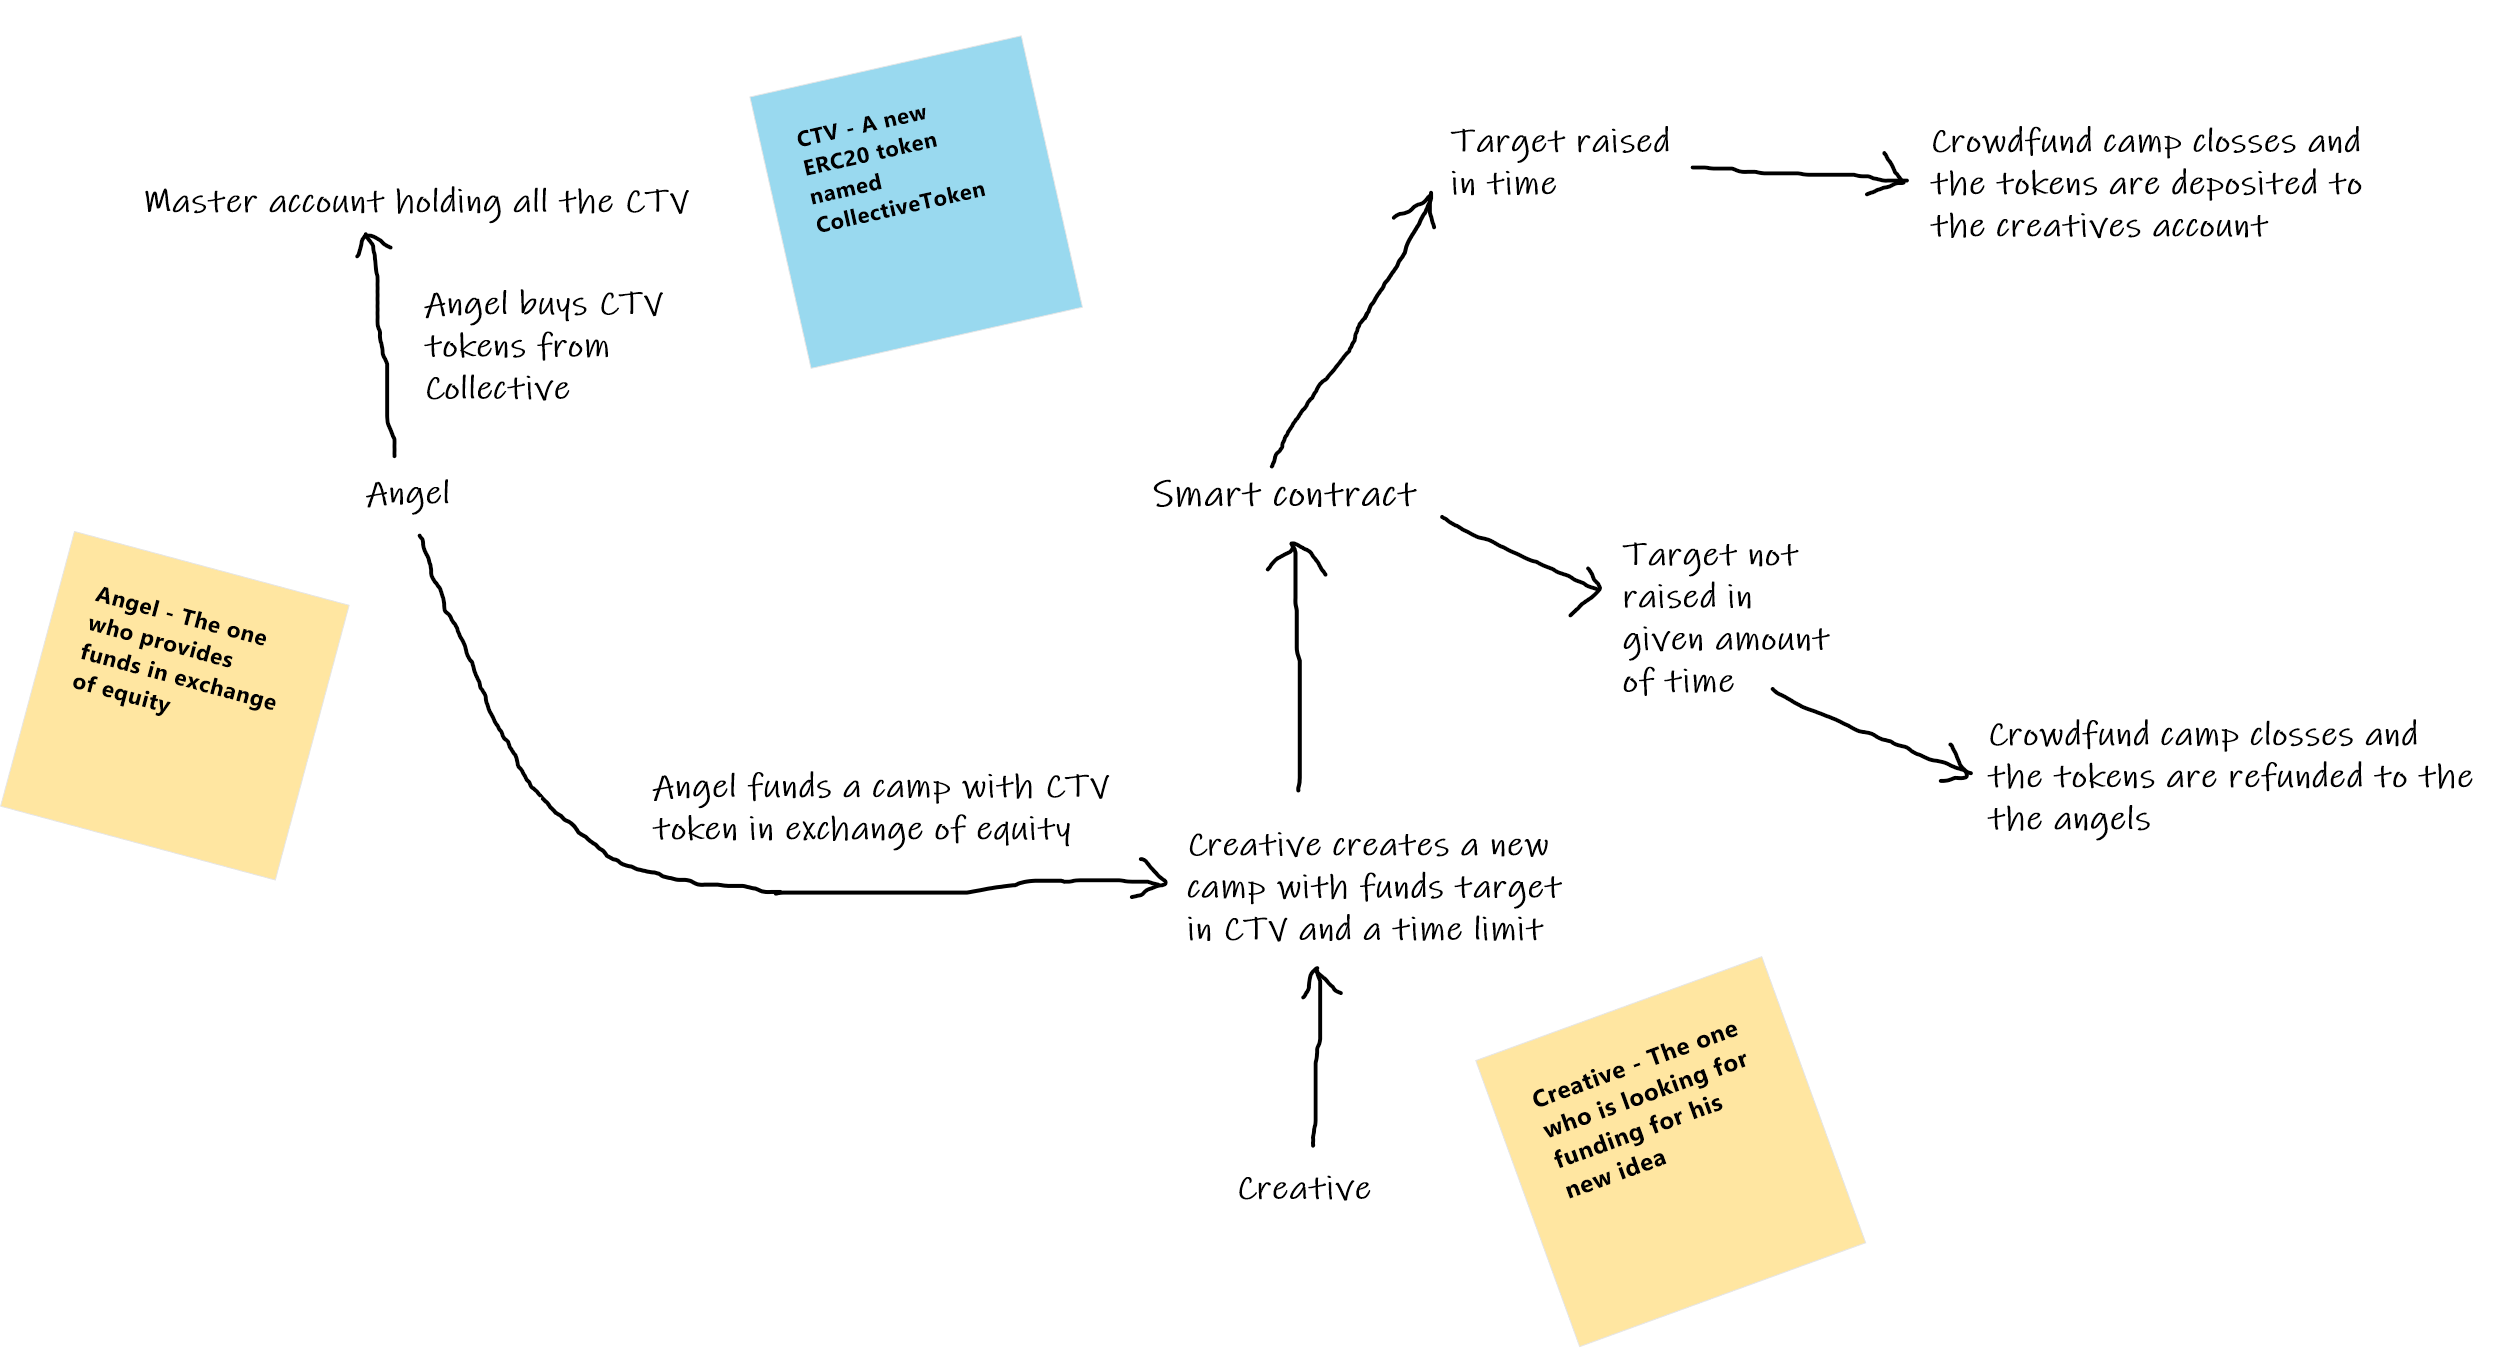 CTV - A new
ERC20 token
named
CollectiveToken
Master account holding all the CTV
Angel buys CTV
tokens from
Collective
Angel
Angel - The one
who provides
funds in exchange
of equity
Angel funds a camp with CTV
token in exchange of equity
Target raised
in time
Crowdfund camp closses and
the tokens are deposited to
the creatives account
Smart contract
Target not
raised in
given amount
of time
Crowdfund camp closses and
the tokens are refunded to the
the angels
Creative creates a new
camp with funds target
in CTV and a time limit
Creative
Creative - The one
who is looking for
funding for his
new idea